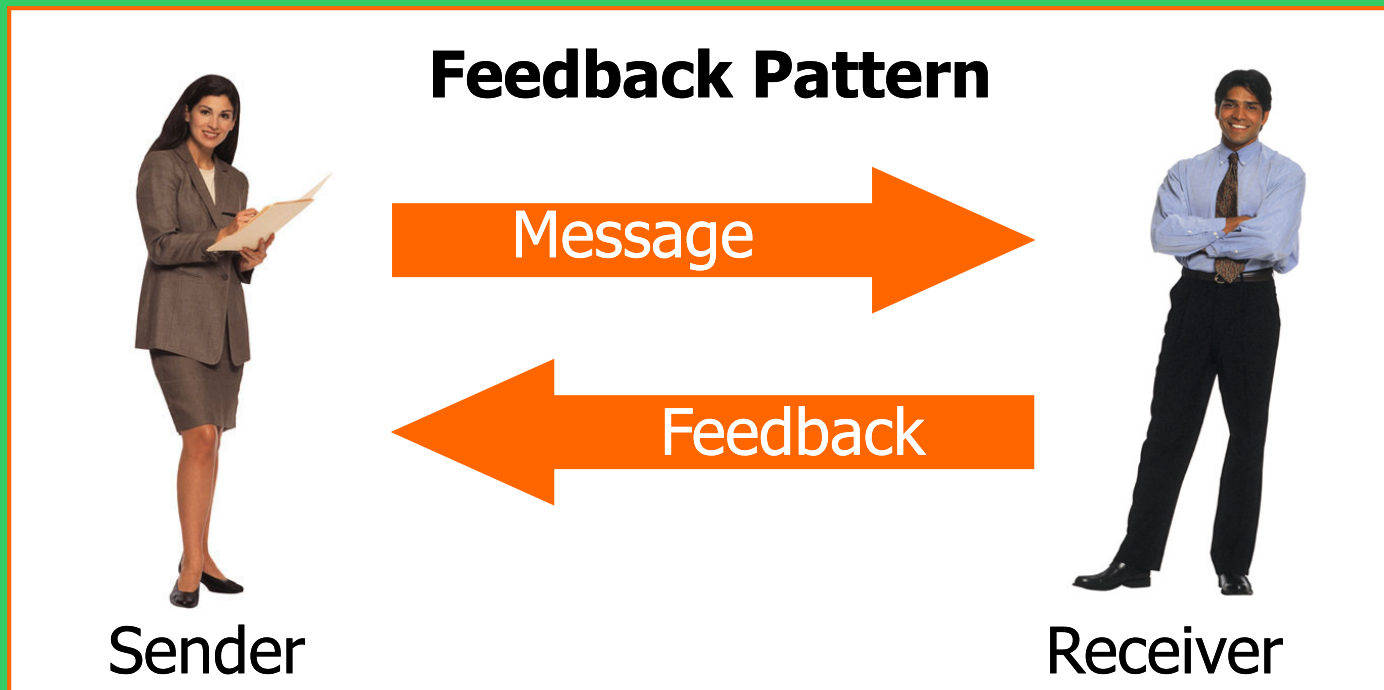 Feedback Pattern
Message
Feedback
Sender
Receiver